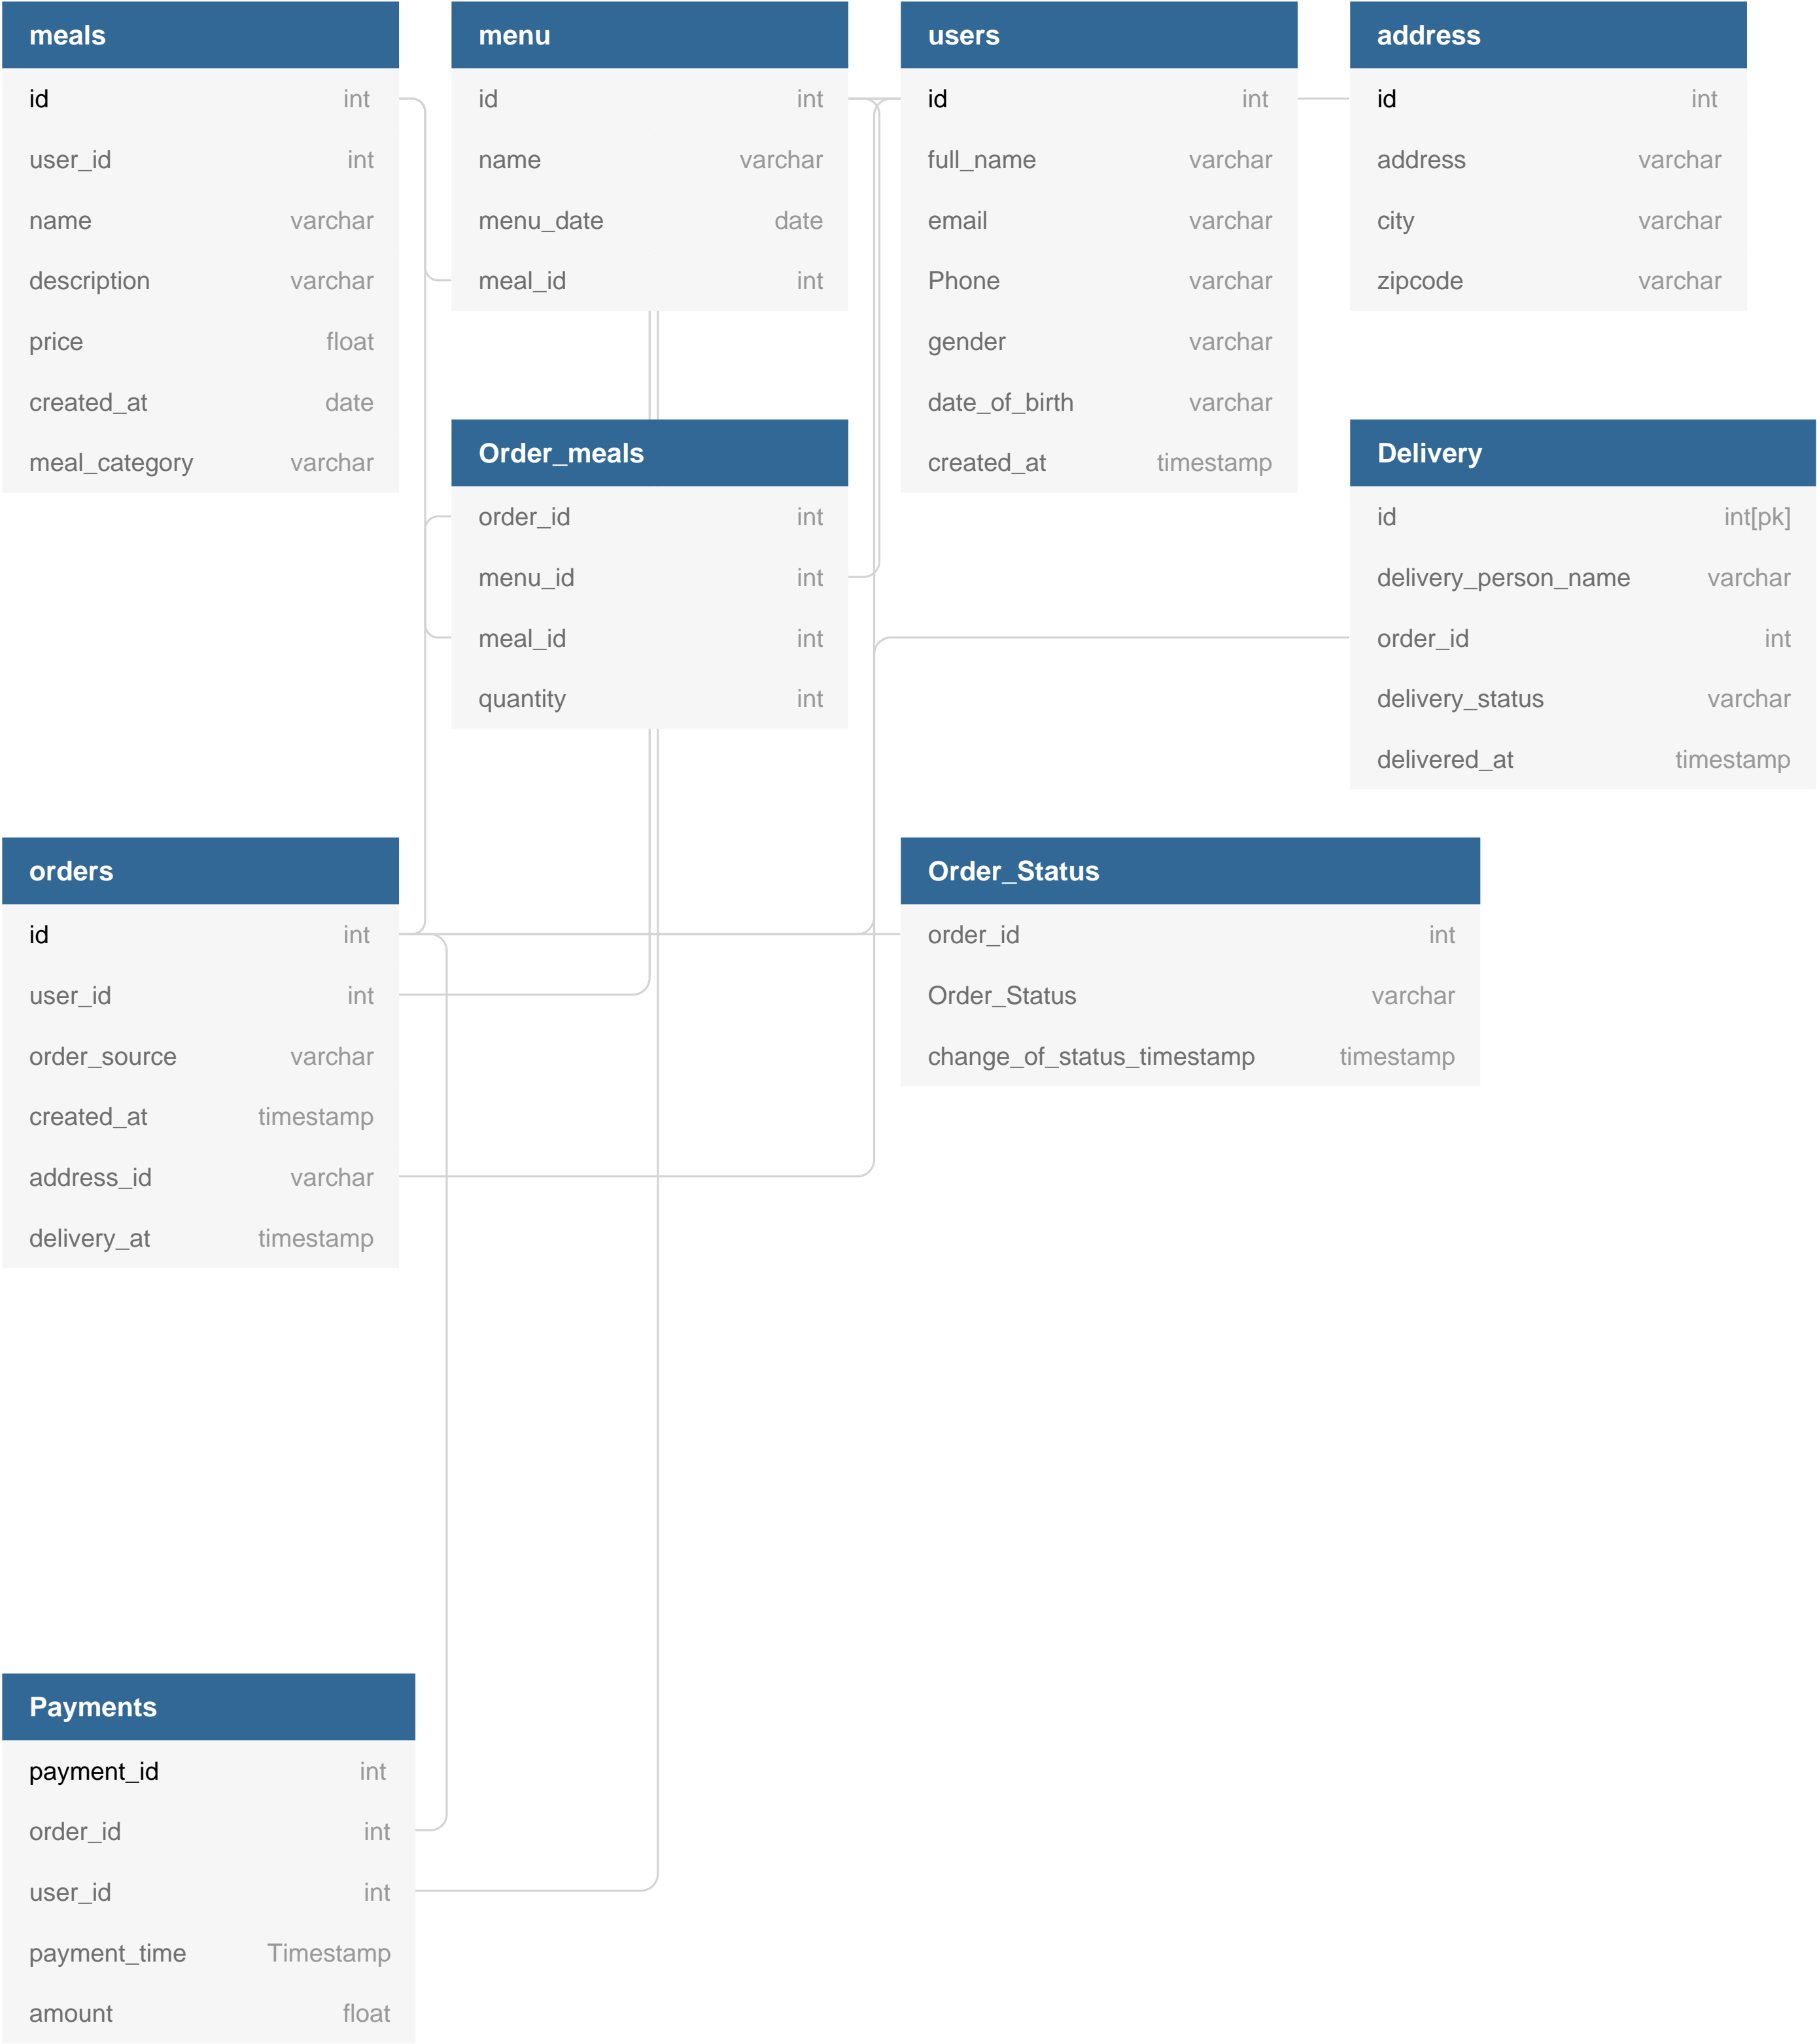 meals
id int
user_id int
name varchar
description varchar
price float
created_at date
meal_category varchar
menu
id int
name varchar
menu_date date
meal_id int
users
id int
full_name varchar
email varchar
Phone varchar
gender varchar
date_of_birth varchar
created_at timestamp
address
id int
address varchar
city varchar
zipcode varchar
Order_meals
order_id int
menu_id int
meal_id int
quantity int
Delivery
id int[pk]
delivery_person_name varchar
order_id int
delivery_status varchar
delivered_at timestamp
orders
id int
user_id int
order_source varchar
created_at timestamp
address_id varchar
delivery_at timestamp
Order_Status
order_id int
Order_Status varchar
change_of_status_timestamp timestamp
Payments
payment_id int
order_id int
user_id int
payment_time Timestamp
amount float